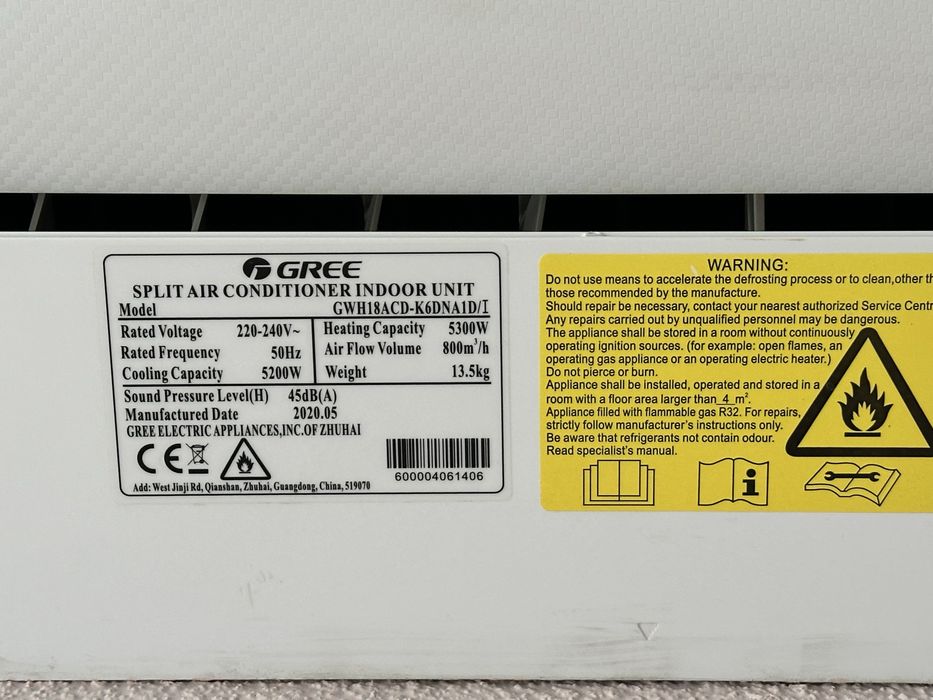 GREE
SPLIT AIR CONDITIONER INDOOR UNIT
Model GWH18ACD-K6DNA1D/I
Rated Voltage 220-240V~
Rated Frequency 50Hz
Cooling Capacity 5200W
Heating Capacity 5300W
Air Flow Volume 800m³/h
Weight 13.5kg
Sound Pressure Level(H) 45dB(A)
Manufactured Date 2020.05
GREE ELECTRIC APPLIANCES,INC.OF ZHUHAI
CE
600004061406
Add: West Jinji Rd, Qianshan, Zhuhai, Guangdong, China, 519070
WARNING:
Do not use means to accelerate the defrosting process or to clean,other th
those recommended by the manufacturer.
Should repair be necessary, contact your nearest authorized Service Centr
Any repairs carried out by unqualified personnel may be dangerous.
The appliance shall be stored in a room without continuously
operating ignition sources. (for example: open flames, an
operating gas appliance or an operating electric heater.)
Do not pierce or burn.
Appliance shall be installed, operated and stored in a
room with a floor area larger than 4 m².
Appliance filled with flammable gas R32. For repairs,
strictly follow manufacturer's instructions only.
Be aware that refrigerants not contain odour.
Read specialist's manual.
i